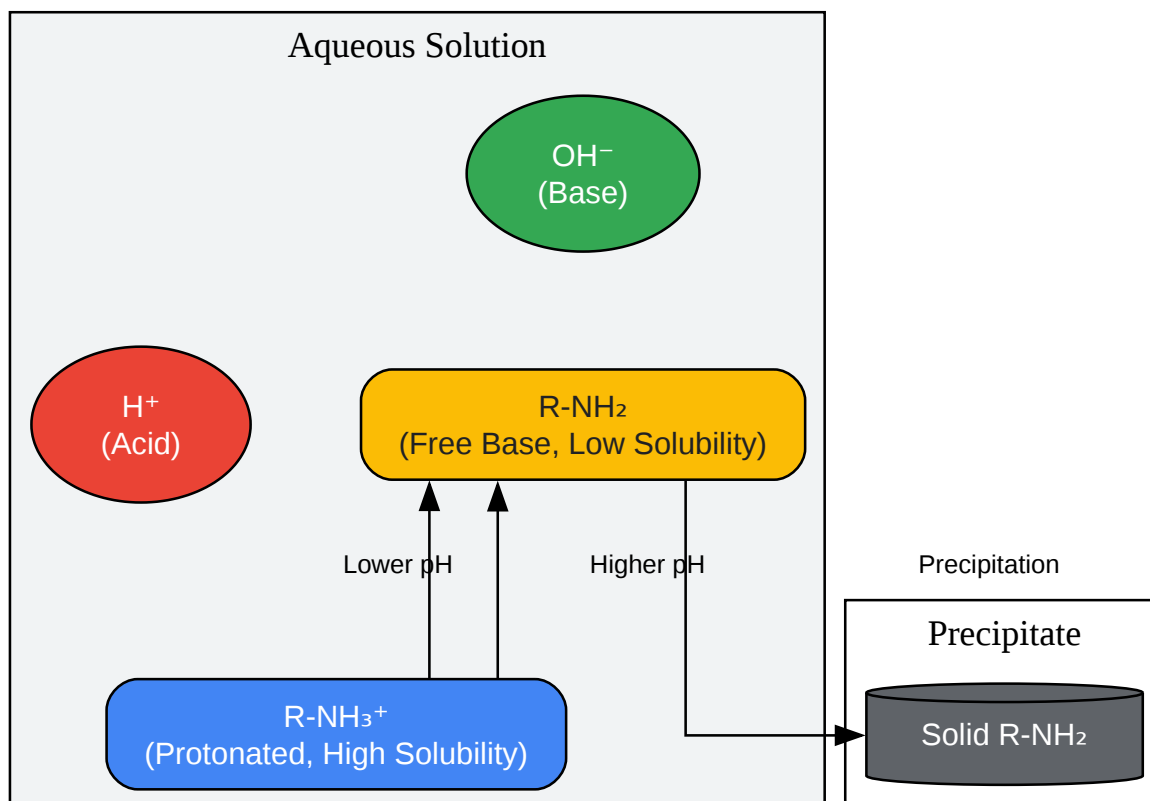 Aqueous Solution
OH⁻
(Base)
H⁺
(Acid)
R-NH₂
(Free Base, Low Solubility)
Lower pH
Higher pH
Precipitation
Precipitate
R-NH₃⁺
(Protonated, High Solubility)
Solid R-NH₂